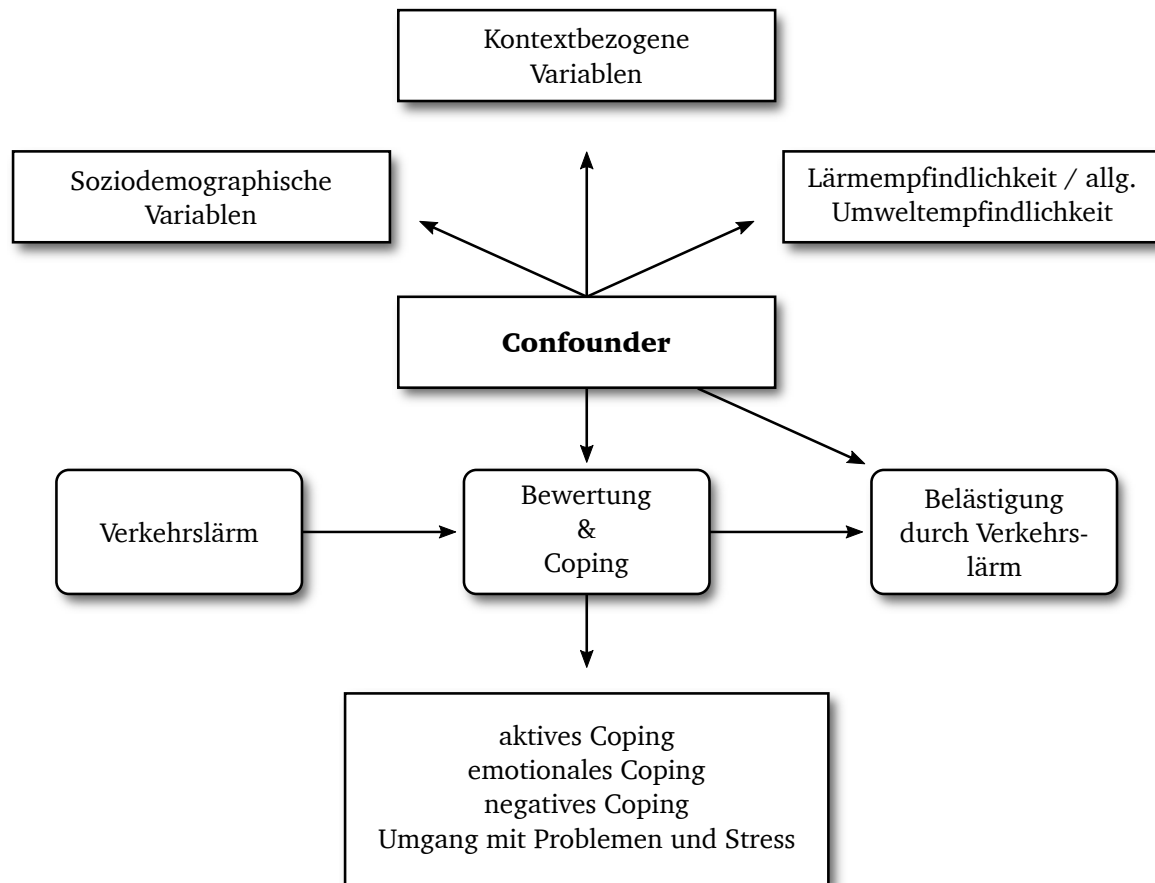 Kontextbezogene
Variablen
Soziodemographische
Variablen
Lärmempfindlichkeit / allg.
Umweltempfindlichkeit
Confounder
Verkehrslärm
Bewertung
&
Coping
Belästigung
durch Verkehrs-
lärm
aktives Coping
emotionales Coping
negatives Coping
Umgang mit Problemen und Stress